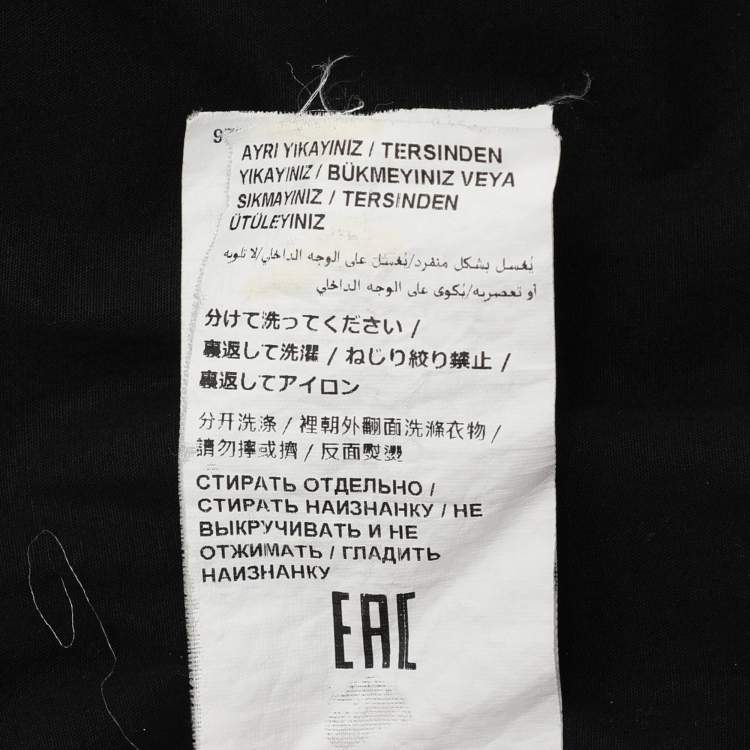 AYRI YIKAYINIZ / TERSINDEN
YIKAYINIZ / BÜKMEYINIZ VEYA
SIKMAYINIZ / TERSINDEN
ÜTÜLEYINIZ
يُغسل بشكل منفرد/يُغسل على الوجه الداخلي/لا تلويه
أو تعصريه/يُكوى على الوجه الداخلي
分けて洗ってください /
裏返して洗濯 / ねじり絞り禁止 /
裏返してアイロン
分开洗涤 / 裡朝外翻面洗滌衣物 /
請勿擰或擠 / 反面熨燙
СТИРАТЬ ОТДЕЛЬНО /
СТИРАТЬ НАИЗНАНКУ / НЕ
ВЫКРУЧИВАТЬ И НЕ
ОТЖИМАТЬ / ГЛАДИТЬ
НАИЗНАНКУ
EAC